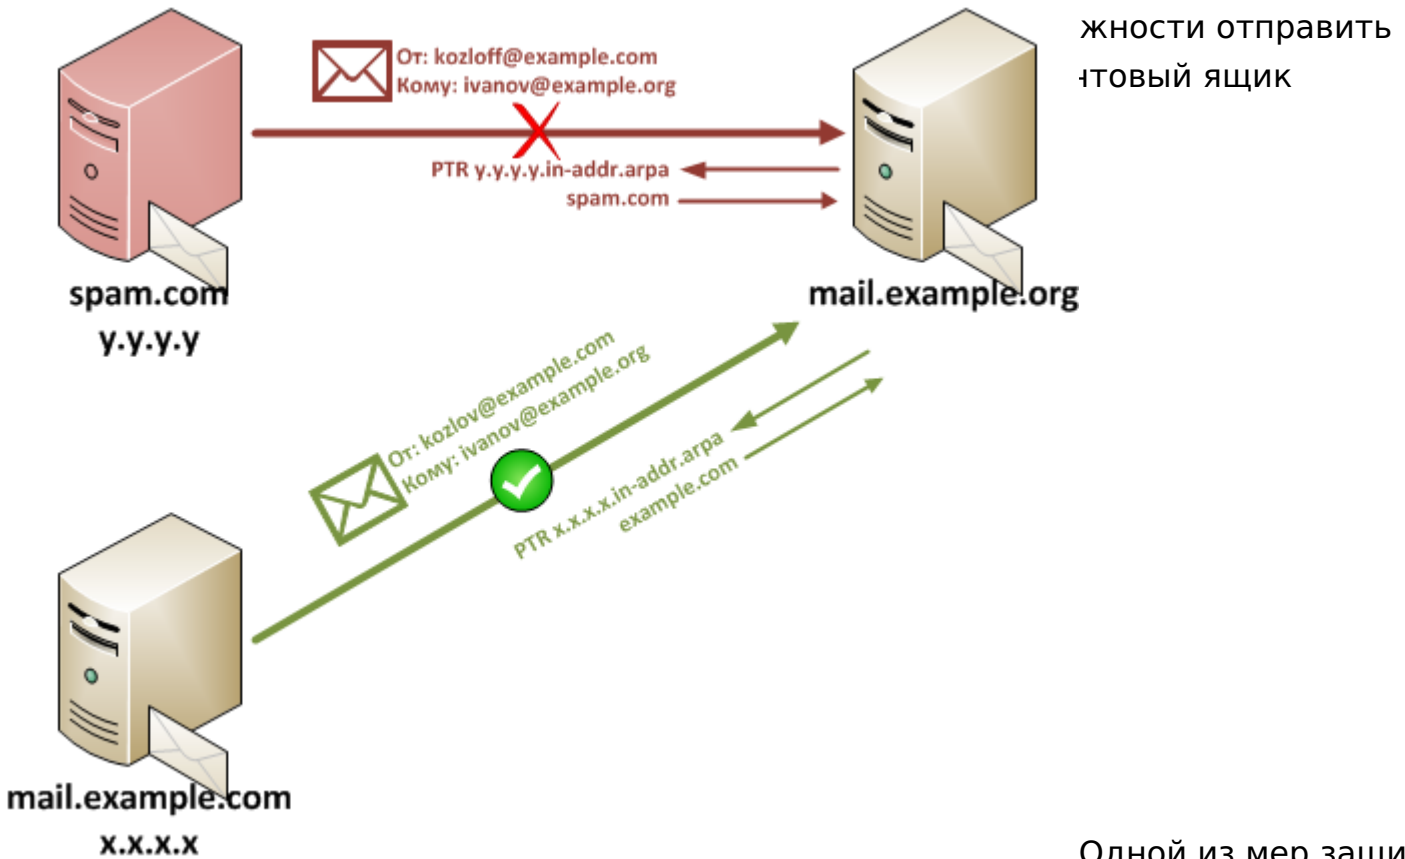 жности отправить
От: kozloff@example.com
Кому: ivanov@example.org
ящик
PTR y.y.y.y.in-addr.arpa
spam.com
spam.com
y.y.y.y
mail.example.org
От: kozlov@example.com
Кому: ivanov@example.org
PTR x.x.x.x.in-addr.arpa
example.com
mail.example.com
x.x.x.x
Одной из мер защи